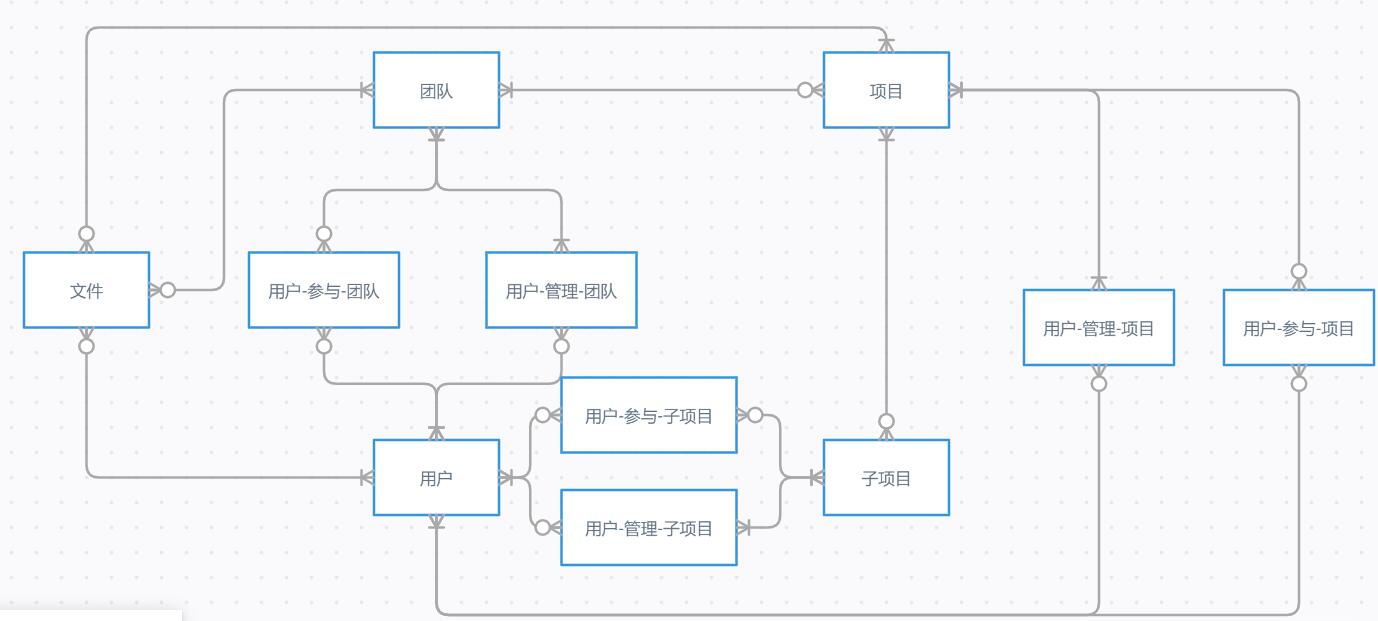 团队
项目
文件
用户-参与-团队
用户-管理-团队
用户-管理-项目
用户-参与-项目
用户-参与-子项目
用户
子项目
用户-管理-子项目